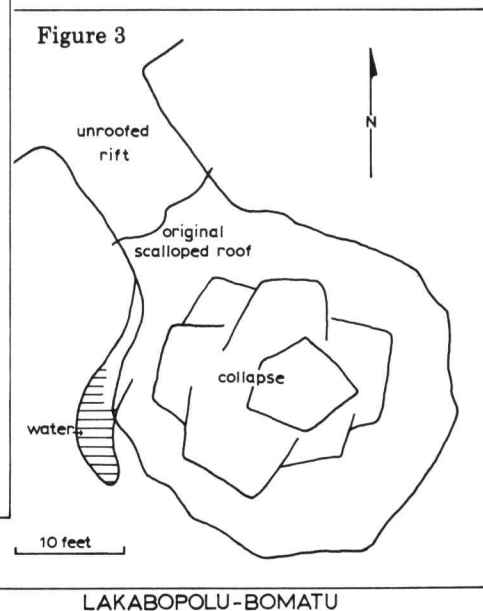 Figure 3
unroofed
rift
N
original
scalloped roof
collapse
water
10 feet
LAKABOPOLU-BOMATU